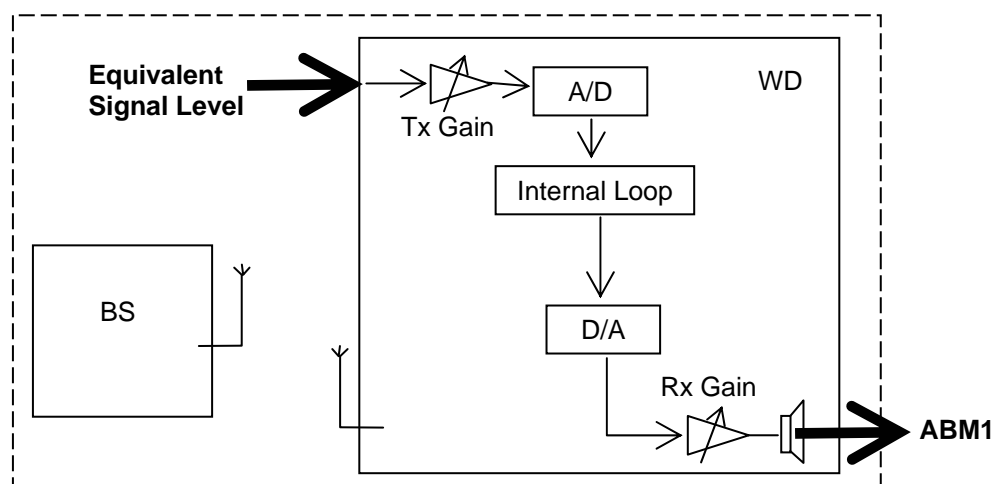 Equivalent
Signal Level
Tx Gain
A/D
WD
Internal Loop
BS
D/A
Rx Gain
ABM1